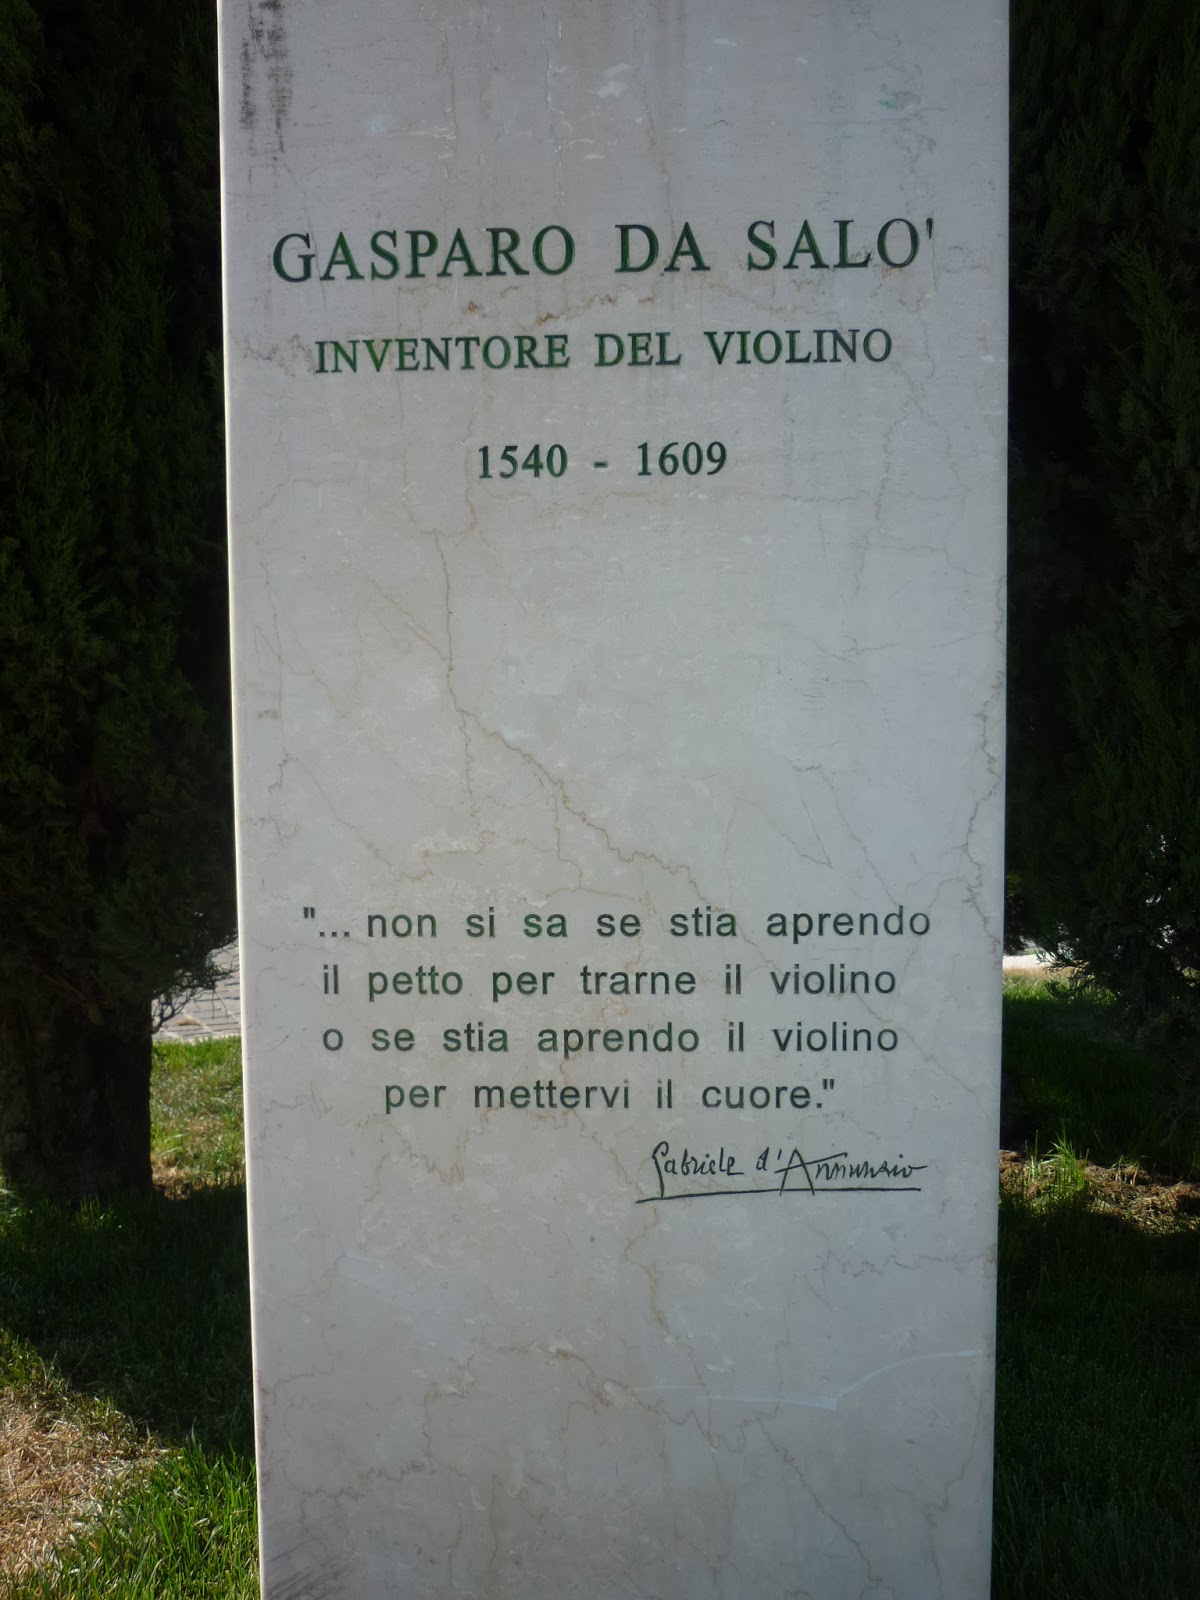 GASPARO DA SALO'
INVENTORE DEL VIOLINO
1540 - 1609
"... non si sa se stia aprendo
il petto per trarne il violino
o se stia aprendo il violino
per mettervi il cuore."
Gabriele d'Annunzio